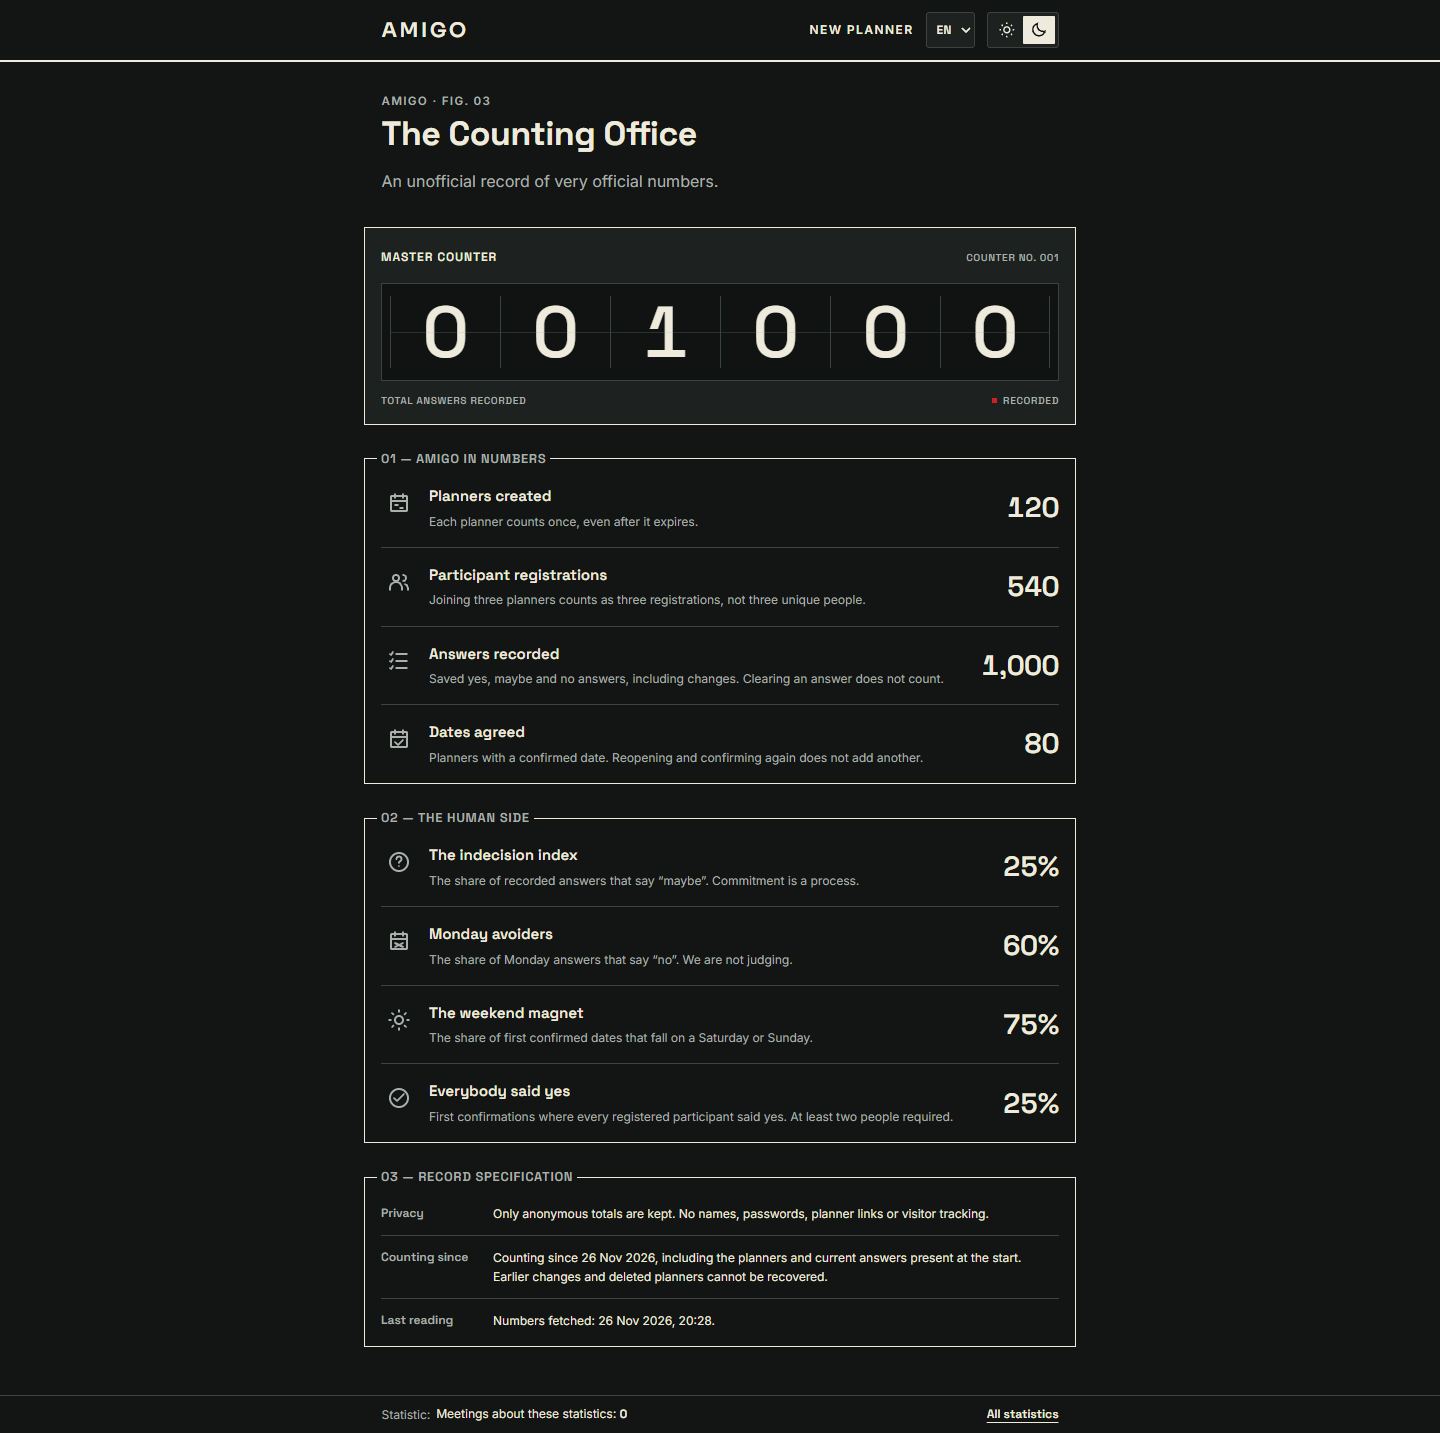 AMIGO
NEW PLANNER
EN
AMIGO · FIG. 03
The Counting Office
An unofficial record of very official numbers.
MASTER COUNTER
COUNTER NO. 001
0 0 1 0 0 0
TOTAL ANSWERS RECORDED
RECORDED
01 — AMIGO IN NUMBERS
Planners created
Each planner counts once, even after it expires.
120
Participant registrations
Joining three planners counts as three registrations, not three unique people.
540
Answers recorded
Saved yes, maybe and no answers, including changes. Clearing an answer does not count.
1,000
Dates agreed
Planners with a confirmed date. Reopening and confirming again does not add another.
80
02 — THE HUMAN SIDE
The indecision index
The share of recorded answers that say “maybe”. Commitment is a process.
25%
Monday avoiders
The share of Monday answers that say “no”. We are not judging.
60%
The weekend magnet
The share of first confirmed dates that fall on a Saturday or Sunday.
75%
Everybody said yes
First confirmations where every registered participant said yes. At least two people required.
25%
03 — RECORD SPECIFICATION
Privacy
Only anonymous totals are kept. No names, passwords, planner links or visitor tracking.
Counting since
Counting since 26 Nov 2026, including the planners and current answers present at the start.
Earlier changes and deleted planners cannot be recovered.
Last reading
Numbers fetched: 26 Nov 2026, 20:28.
Statistic: Meetings about these statistics: 0
All statistics